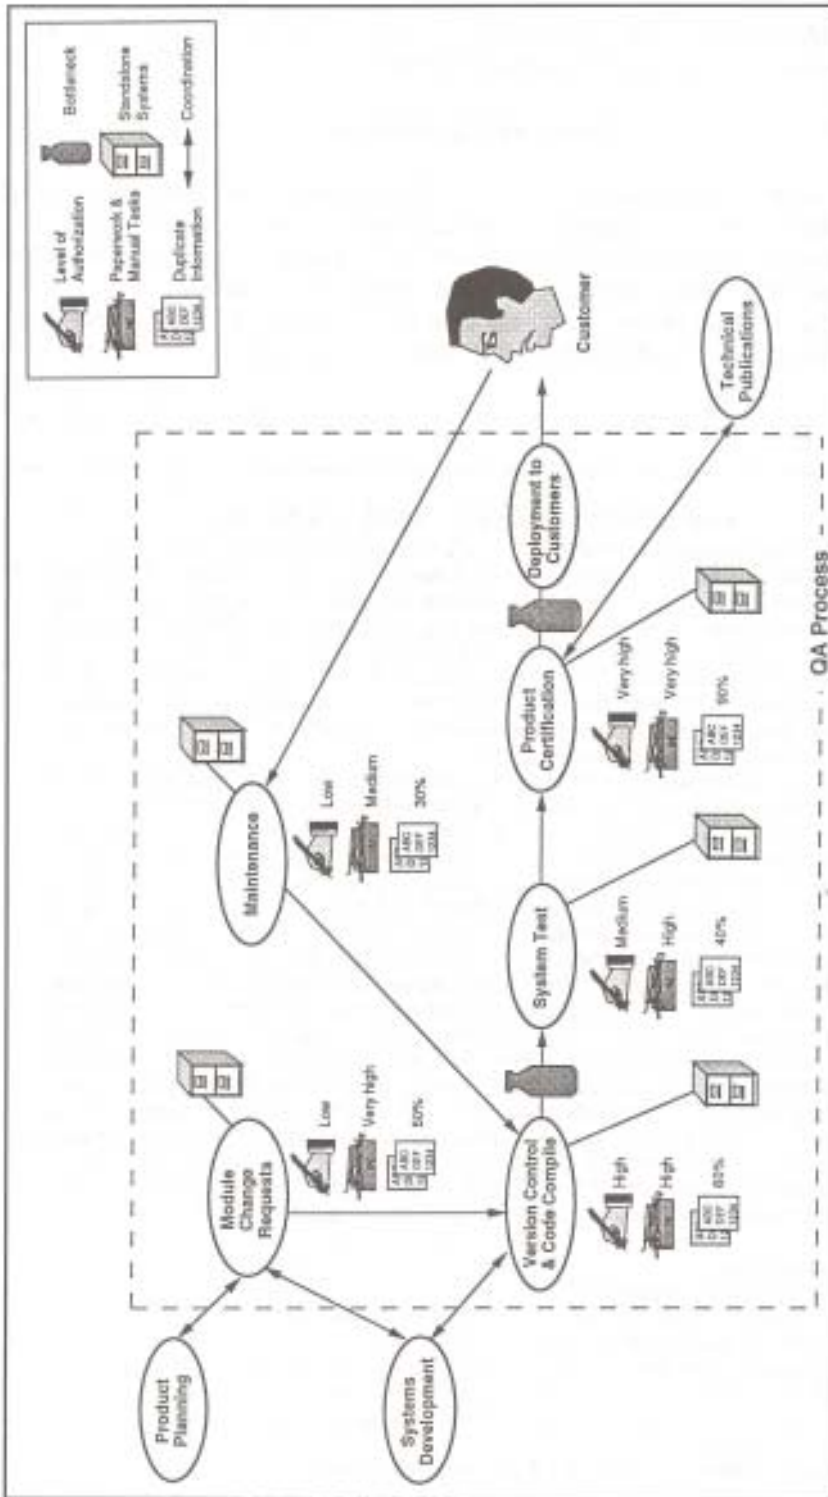 Level of
Authorization
Bottleneck
Paperwork &
Manual Tasks
Standalone
Systems
Duplicate
Information
Coordination
Product
Planning
Systems
Development
Module
Change
Requests
Low
Very high
50%
Maintenance
Low
Medium
30%
Customer
Version Control
& Code Compile
High
High
60%
System Test
Medium
High
40%
Product
Certification
Very high
Very high
90%
Deployment to
Customers
Technical
Publications
QA Process